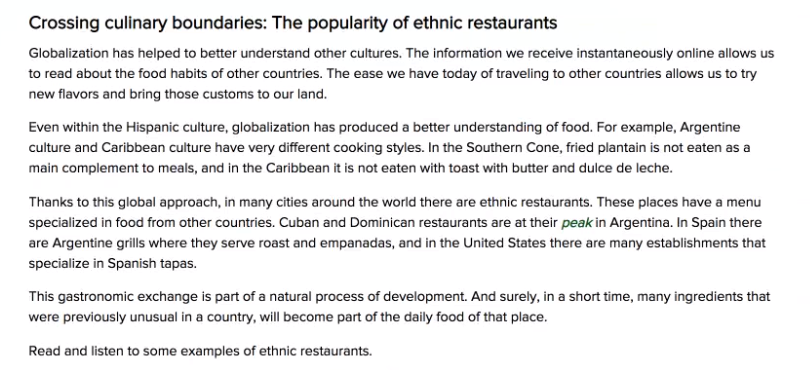 Crossing culinary boundaries: The popularity of ethnic restaurants
Globalization has helped to better understand other cultures. The information we receive instantaneously online allows us
to read about the food habits of other countries. The ease we have today of traveling to other countries allows us to try
new flavors and bring those customs to our land.
Even within the Hispanic culture, globalization has produced a better understanding of food. For example, Argentine
culture and Caribbean culture have very different cooking styles. In the Southern Cone, fried plantain is not eaten as a
main complement to meals, and in the Caribbean it is not eaten with toast with butter and dulce de leche.
Thanks to this global approach, in many cities around the world there are ethnic restaurants. These places have a menu
specialized in food from other countries. Cuban and Dominican restaurants are at their peak in Argentina. In Spain there
are Argentine grills where they serve roast and empanadas, and in the United States there are many establishments that
specialize in Spanish tapas.
This gastronomic exchange is part of a natural process of development. And surely, in a short time, many ingredients that
were previously unusual in a country, will become part of the daily food of that place.
Read and listen to some examples of ethnic restaurants.